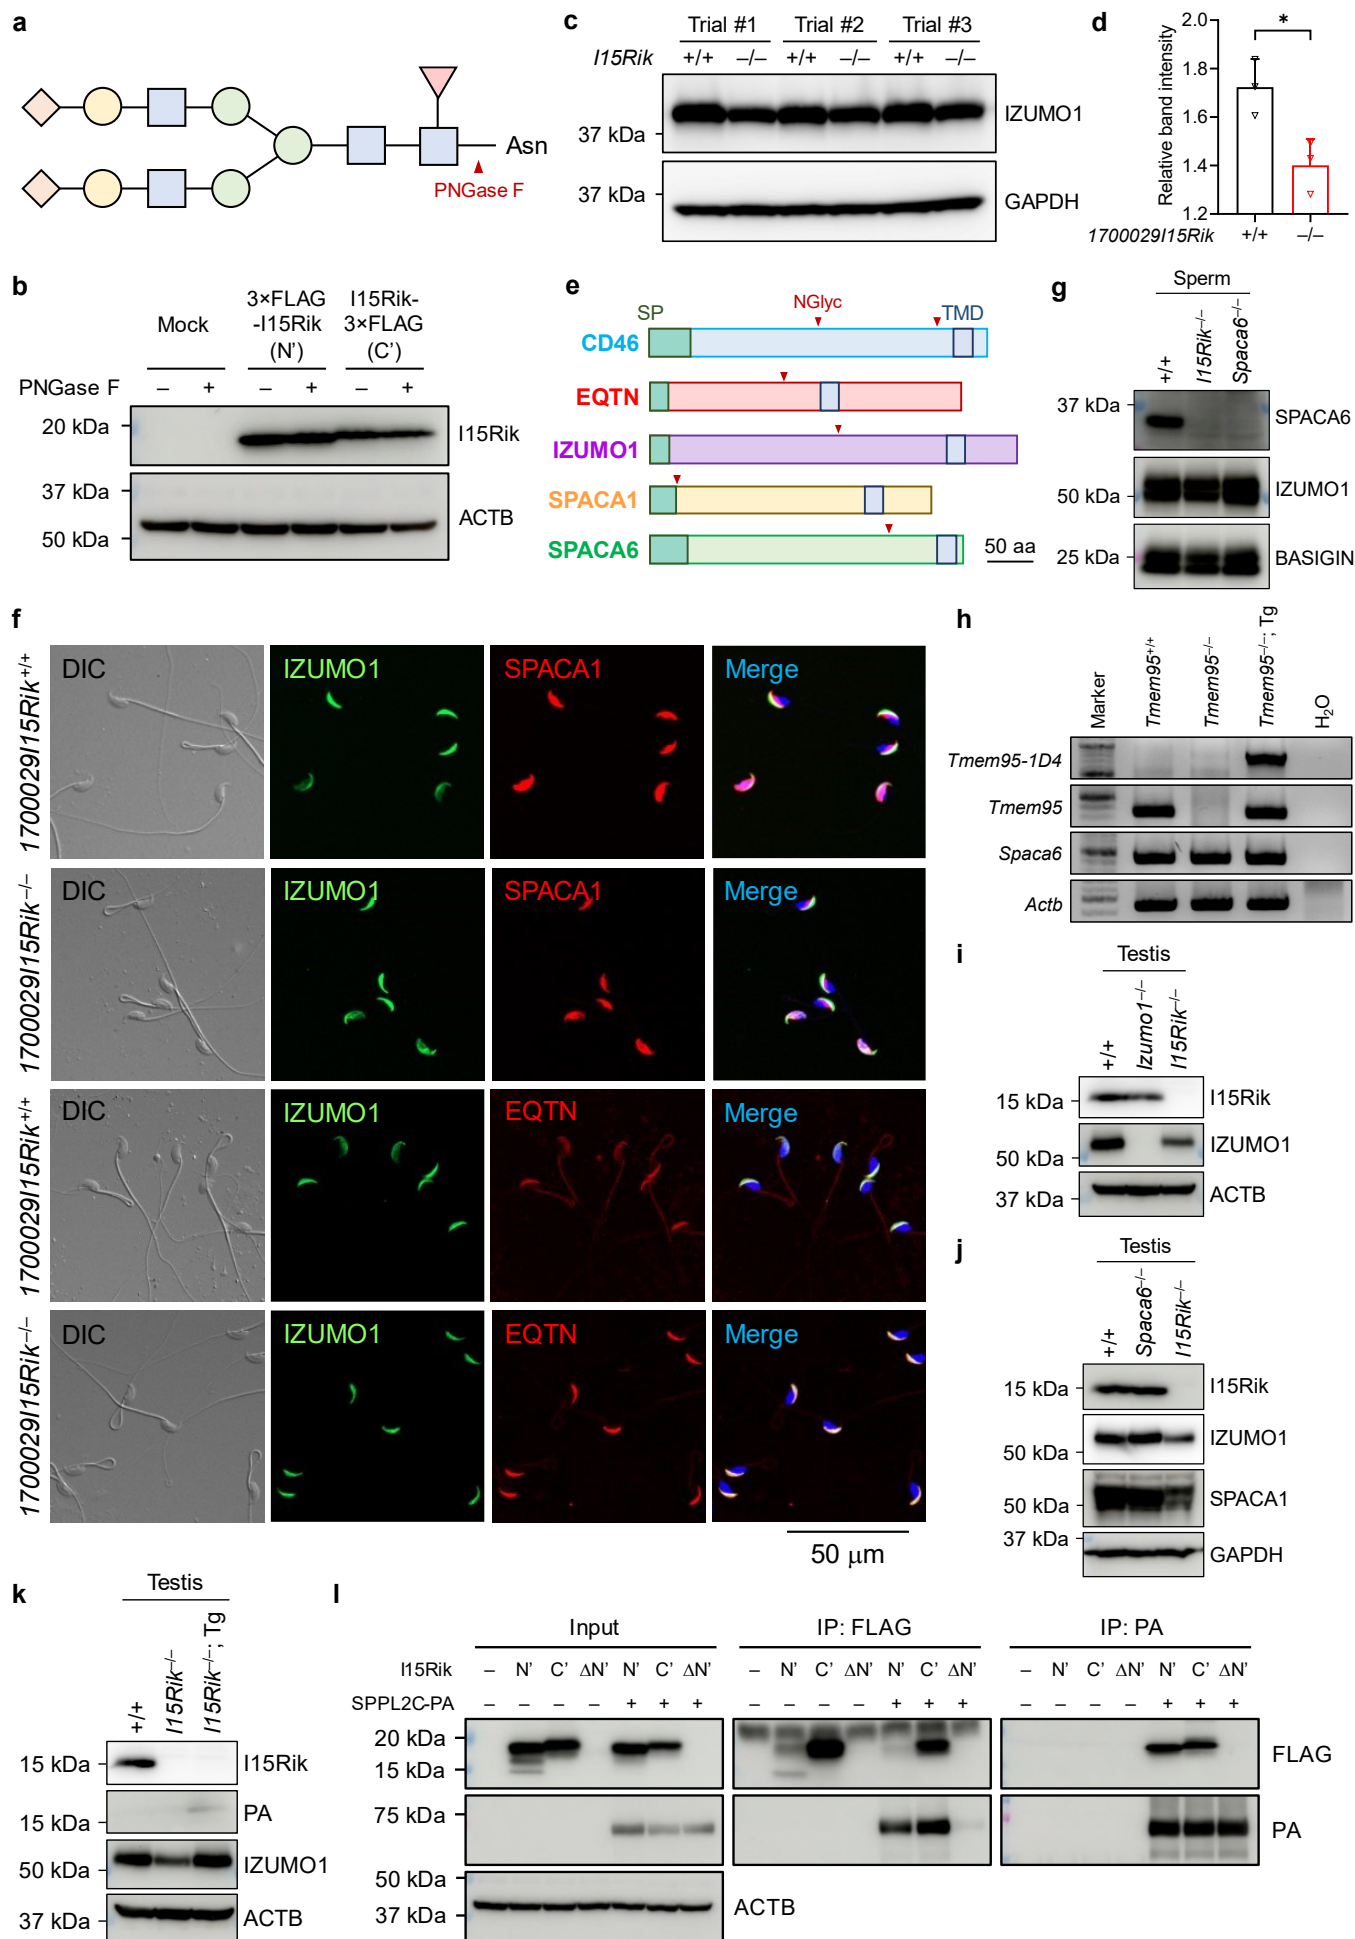 a
Asn
PNGase F
b
Mock
3×FLAG
-I15Rik
(N')
I15Rik-
3×FLAG
(C')
PNGase F – + – + – +
20 kDa
I15Rik
37 kDa
ACTB
50 kDa
c
Trial #1 Trial #2 Trial #3
I15Rik +/+ –/– +/+ –/– +/+ –/–
IZUMO1
37 kDa
37 kDa
GAPDH
d
Relative band intensity
2.0
1.8
1.6
1.4
1.2
*
1700029I15Rik +/+ –/–
e
SP NGlyc TMD
CD46
EQTN
IZUMO1
SPACA1
SPACA6
50 aa
g
Sperm
+/+ I15Rik–/– Spaca6–/–
37 kDa
SPACA6
50 kDa
IZUMO1
25 kDa
BASIGIN
f
1700029I15Rik+/+
DIC IZUMO1 SPACA1 Merge
1700029I15Rik–/–
DIC IZUMO1 SPACA1 Merge
1700029I15Rik+/+
DIC IZUMO1 EQTN Merge
1700029I15Rik–/–
DIC IZUMO1 EQTN Merge
50 µm
h
Marker Tmem95+/+ Tmem95–/– Tmem95–/–; Tg H2O
Tmem95-1D4
Tmem95
Spaca6
Actb
i
Testis
+/+ Izumo1–/– I15Rik–/–
15 kDa I15Rik
IZUMO1
50 kDa
37 kDa ACTB
j
Testis
+/+ Spaca6–/– I15Rik–/–
15 kDa I15Rik
IZUMO1
50 kDa
SPACA1
50 kDa
37 kDa
GAPDH
k
Testis
+/+ I15Rik–/– I15Rik–/–; Tg
15 kDa I15Rik
PA
15 kDa
IZUMO1
50 kDa
ACTB
37 kDa
l
Input IP: FLAG IP: PA
I15Rik – N' C' ΔN' N' C' ΔN' – N' C' ΔN' N' C' ΔN' – N' C' ΔN' N' C' ΔN'
SPPL2C-PA – – – – + + + – – – – + + + – – – – + + +
20 kDa
FLAG
15 kDa
75 kDa
PA
50 kDa
ACTB
37 kDa